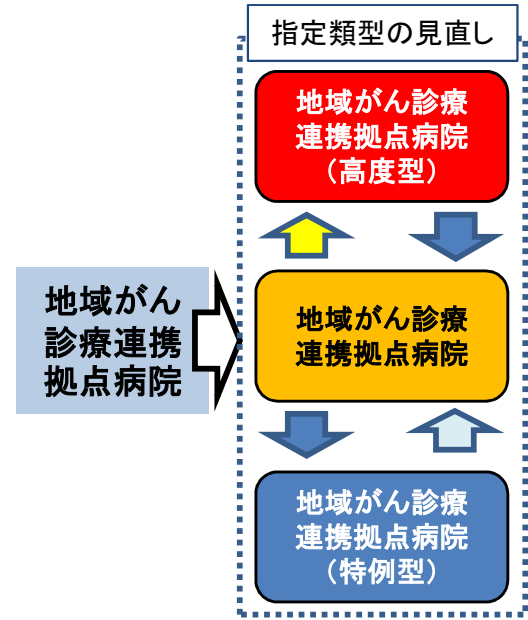 指定類型の見直し
地域がん診療
連携拠点病院
（高度型）
地域がん
診療連携
拠点病院
地域がん診療
連携拠点病院
地域がん診療
連携拠点病院
（特例型）